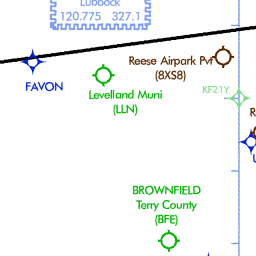 Lubbock
120.775 327.1
Reese Airpark Pvt
(8XS8)
FAVON
Levelland Muni
(LLN)
KF21Y
R
BROWNFIELD
Terry County
(BFE)